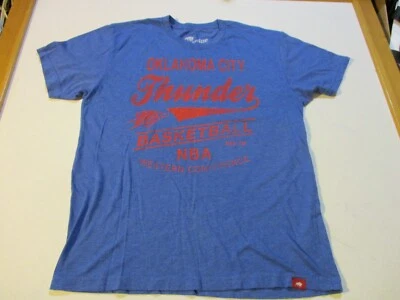 OKLAHOMA CITY
Thunder
BASKETBALL
NBA
WESTERN CONFERENCE